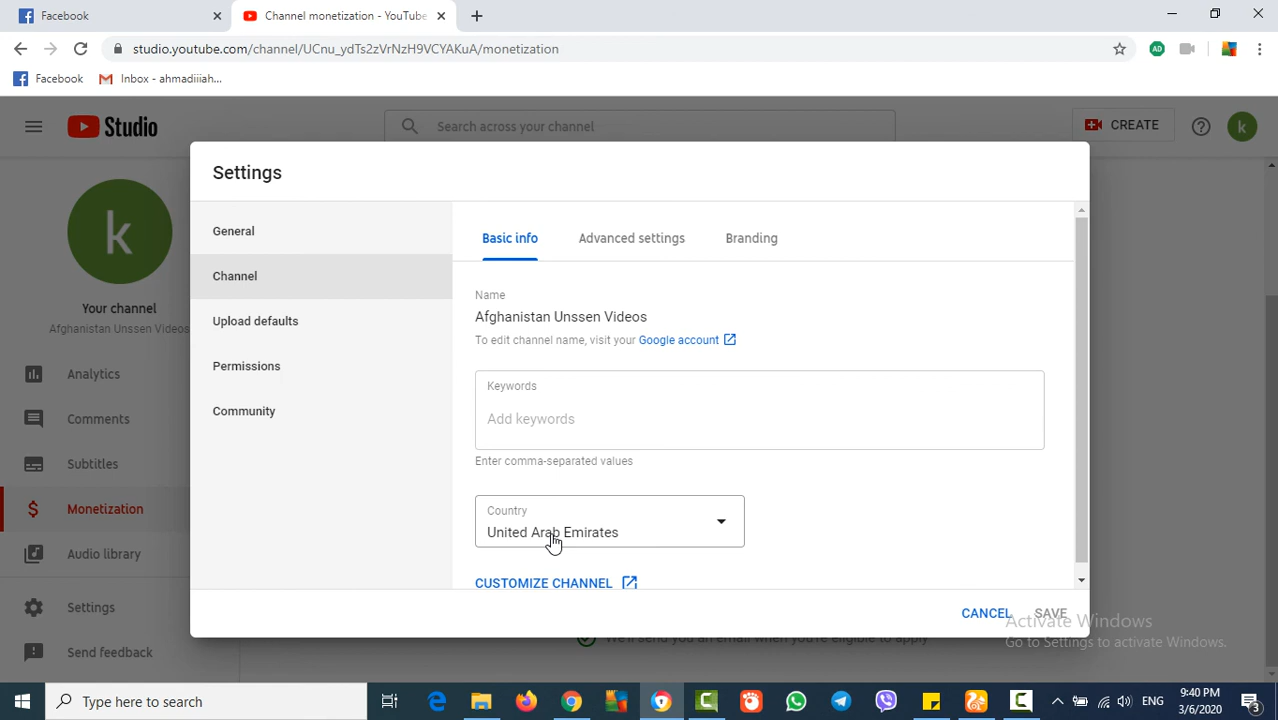 Facebook
Channel monetization - YouTube
studio.youtube.com/channel/UCnu_ydTs2zVrNzH9VCYAKuA/monetization
Facebook
Inbox - ahmadiiiah...
Studio
Search across your channel
CREATE
k
Settings
k
General
Basic info
Advanced settings
Branding
Channel
Name
Your channel
Afghanistan Unssen Videos
Afghanistan Unssen Videos
Upload defaults
To edit channel name, visit your Google account
Permissions
Analytics
Keywords
Community
Comments
Add keywords
Subtitles
Enter comma-separated values
Monetization
Country
United Arab Emirates
Audio library
CUSTOMIZE CHANNEL
Settings
CANCEL
SAVE
Activate Windows
We'll send you an email when you're eligible to apply
Go to Settings to activate Windows.
Send feedback
Type here to search
ENG
9:40 PM
3/6/2020
3